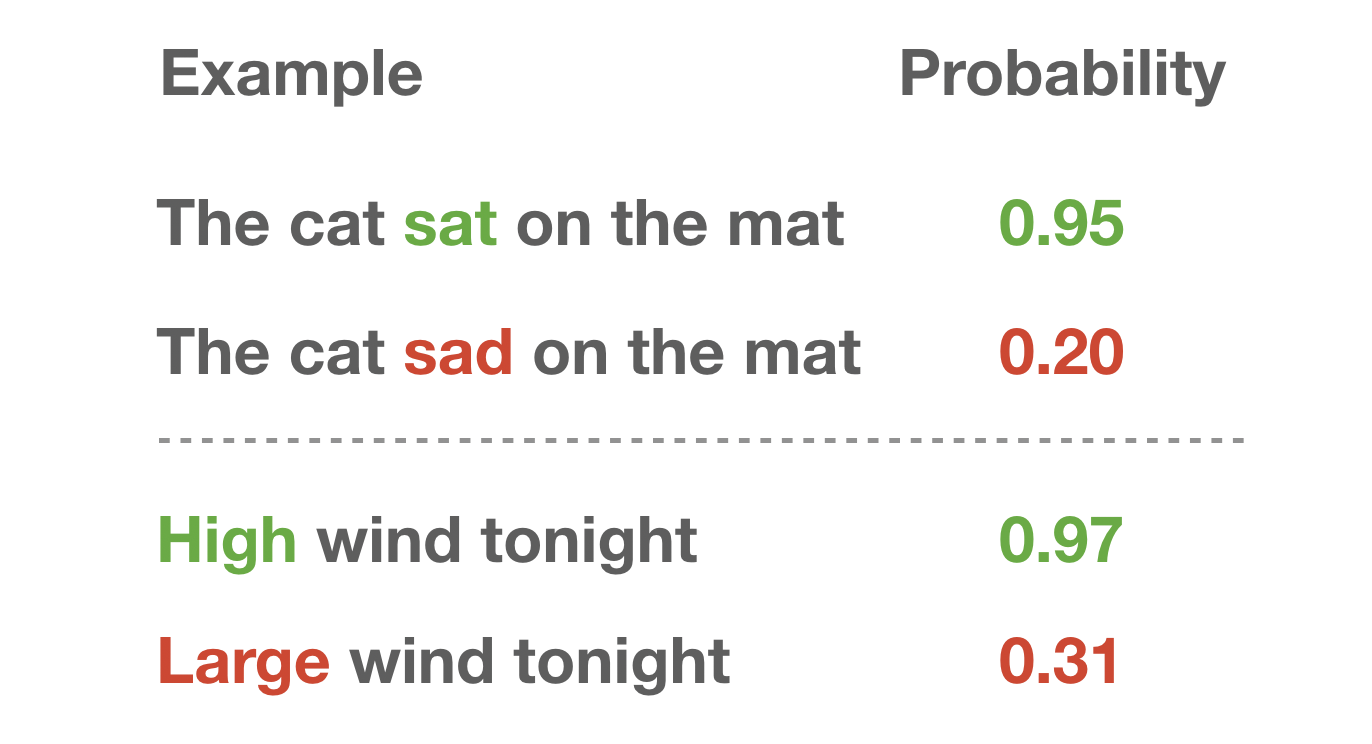 Example Probability
The cat sat on the mat 0.95
The cat sad on the mat 0.20
High wind tonight 0.97
Large wind tonight 0.31